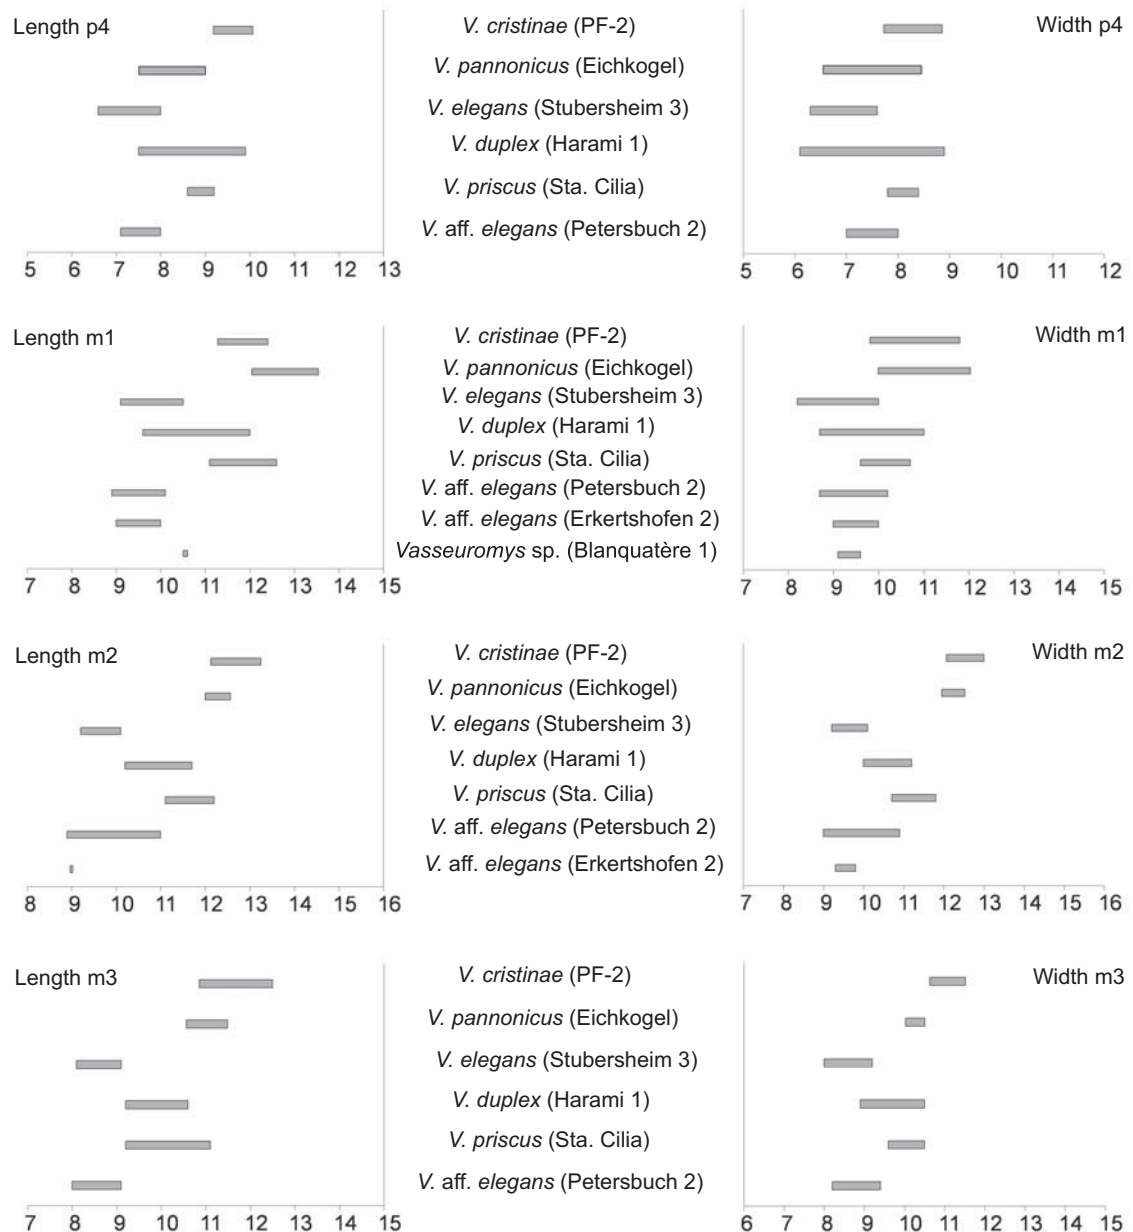 Length p4
V. cristinae (PF-2)
Width p4
V. pannonicus (Eichkogel)
V. elegans (Stubersheim 3)
V. duplex (Harami 1)
V. priscus (Sta. Cilia)
V. aff. elegans (Petersbuch 2)
5 6 7 8 9 10 11 12 13
5 6 7 8 9 10 11 12
Length m1
V. cristinae (PF-2)
Width m1
V. pannonicus (Eichkogel)
V. elegans (Stubersheim 3)
V. duplex (Harami 1)
V. priscus (Sta. Cilia)
V. aff. elegans (Petersbuch 2)
V. aff. elegans (Erkertshofen 2)
Vasseuromys sp. (Blanquatère 1)
7 8 9 10 11 12 13 14 15
7 8 9 10 11 12 13 14 15
Length m2
V. cristinae (PF-2)
Width m2
V. pannonicus (Eichkogel)
V. elegans (Stubersheim 3)
V. duplex (Harami 1)
V. priscus (Sta. Cilia)
V. aff. elegans (Petersbuch 2)
V. aff. elegans (Erkertshofen 2)
8 9 10 11 12 13 14 15 16
7 8 9 10 11 12 13 14 15 16
Length m3
V. cristinae (PF-2)
Width m3
V. pannonicus (Eichkogel)
V. elegans (Stubersheim 3)
V. duplex (Harami 1)
V. priscus (Sta. Cilia)
V. aff. elegans (Petersbuch 2)
7 8 9 10 11 12 13 14 15
6 7 8 9 10 11 12 13 14 15